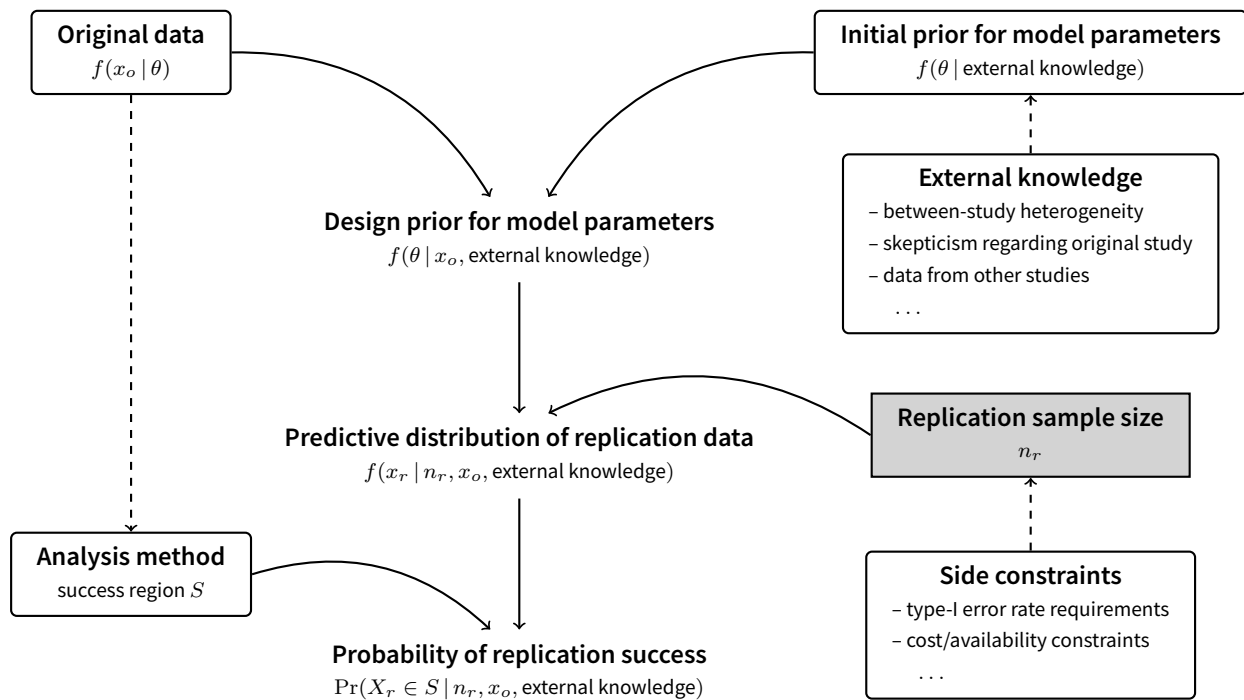 Original data
f(x_o | θ)
Initial prior for model parameters
f(θ | external knowledge)
External knowledge
– between-study heterogeneity
– skepticism regarding original study
– data from other studies
. . .
Design prior for model parameters
f(θ | x_o, external knowledge)
Replication sample size
n_r
Predictive distribution of replication data
f(x_r | n_r, x_o, external knowledge)
Analysis method
success region S
Side constraints
– type-I error rate requirements
– cost/availability constraints
. . .
Probability of replication success
Pr(X_r ∈ S | n_r, x_o, external knowledge)